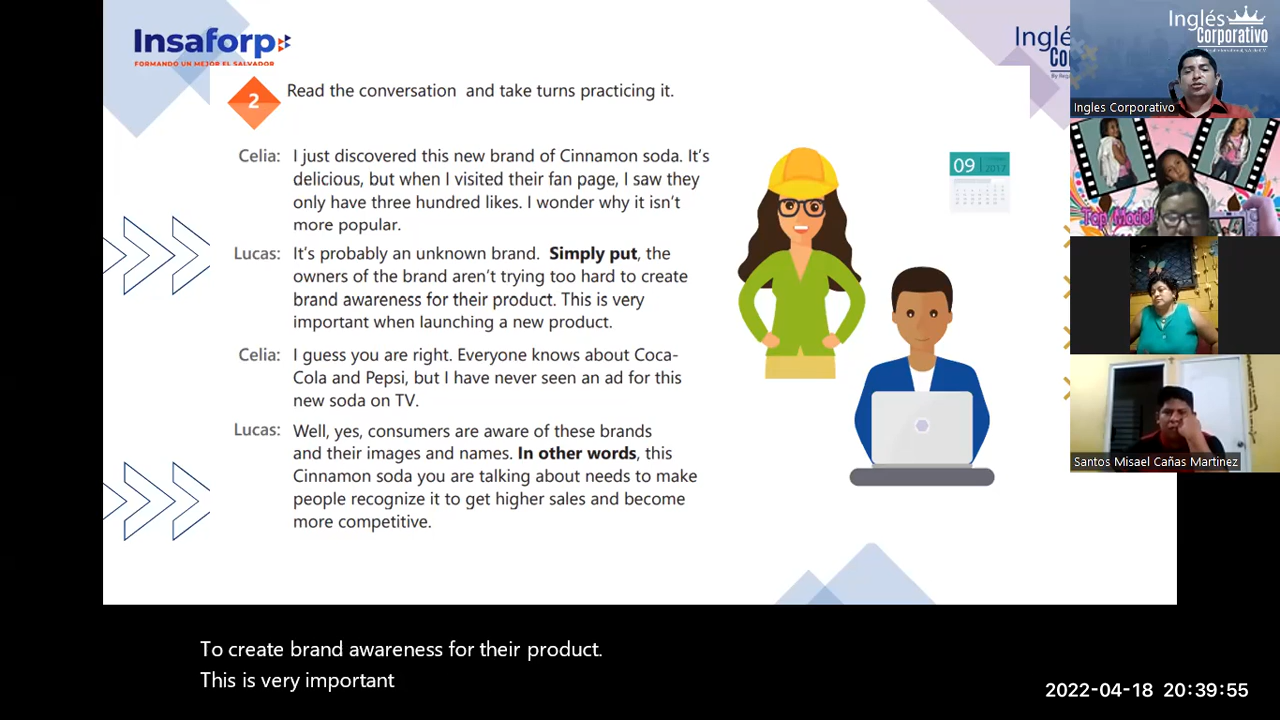 Insaforp
FORMANDO UN MEJOR EL SALVADOR
Inglés
Corporativo
Ingles Corporativo
2
Read the conversation and take turns practicing it.
Celia: I just discovered this new brand of Cinnamon soda. It's
delicious, but when I visited their fan page, I saw they
only have three hundred likes. I wonder why it isn't
more popular.
Lucas: It's probably an unknown brand. Simply put, the
owners of the brand aren't trying too hard to create
brand awareness for their product. This is very
important when launching a new product.
Celia: I guess you are right. Everyone knows about Coca-
Cola and Pepsi, but I have never seen an ad for this
new soda on TV.
Lucas: Well, yes, consumers are aware of these brands
and their images and names. In other words, this
Cinnamon soda you are talking about needs to make
people recognize it to get higher sales and become
more competitive.
09
2017
Top Model
Santos Misael Cañas Martinez
To create brand awareness for their product.
This is very important
2022-04-18 20:39:55